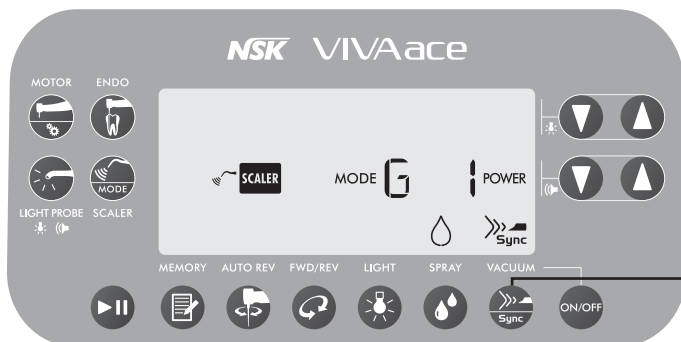 NSK VIVAace
MOTOR ENDO
SCALER MODE G 1 POWER
MODE
LIGHT PROBE SCALER
Sync
MEMORY AUTO REV FWD/REV LIGHT SPRAY VACUUM
Sync ON/OFF